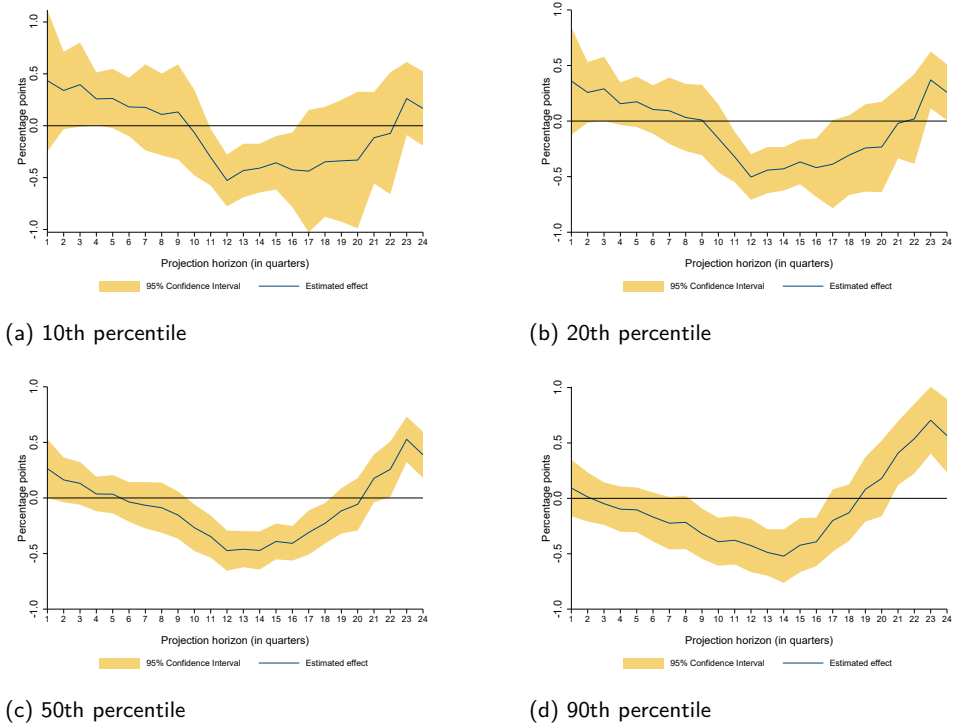 Percentage points
1.0
0.5
0.0
-0.5
-1.0
1 2 3 4 5 6 7 8 9 10 11 12 13 14 15 16 17 18 19 20 21 22 23 24
Projection horizon (in quarters)
95% Confidence Interval Estimated effect
(a) 10th percentile
Percentage points
1.0
0.5
0.0
-0.5
-1.0
1 2 3 4 5 6 7 8 9 10 11 12 13 14 15 16 17 18 19 20 21 22 23 24
Projection horizon (in quarters)
95% Confidence Interval Estimated effect
(b) 20th percentile
Percentage points
1.0
0.5
0.0
-0.5
-1.0
1 2 3 4 5 6 7 8 9 10 11 12 13 14 15 16 17 18 19 20 21 22 23 24
Projection horizon (in quarters)
95% Confidence Interval Estimated effect
(c) 50th percentile
Percentage points
1.0
0.5
0.0
-0.5
-1.0
1 2 3 4 5 6 7 8 9 10 11 12 13 14 15 16 17 18 19 20 21 22 23 24
Projection horizon (in quarters)
95% Confidence Interval Estimated effect
(d) 90th percentile